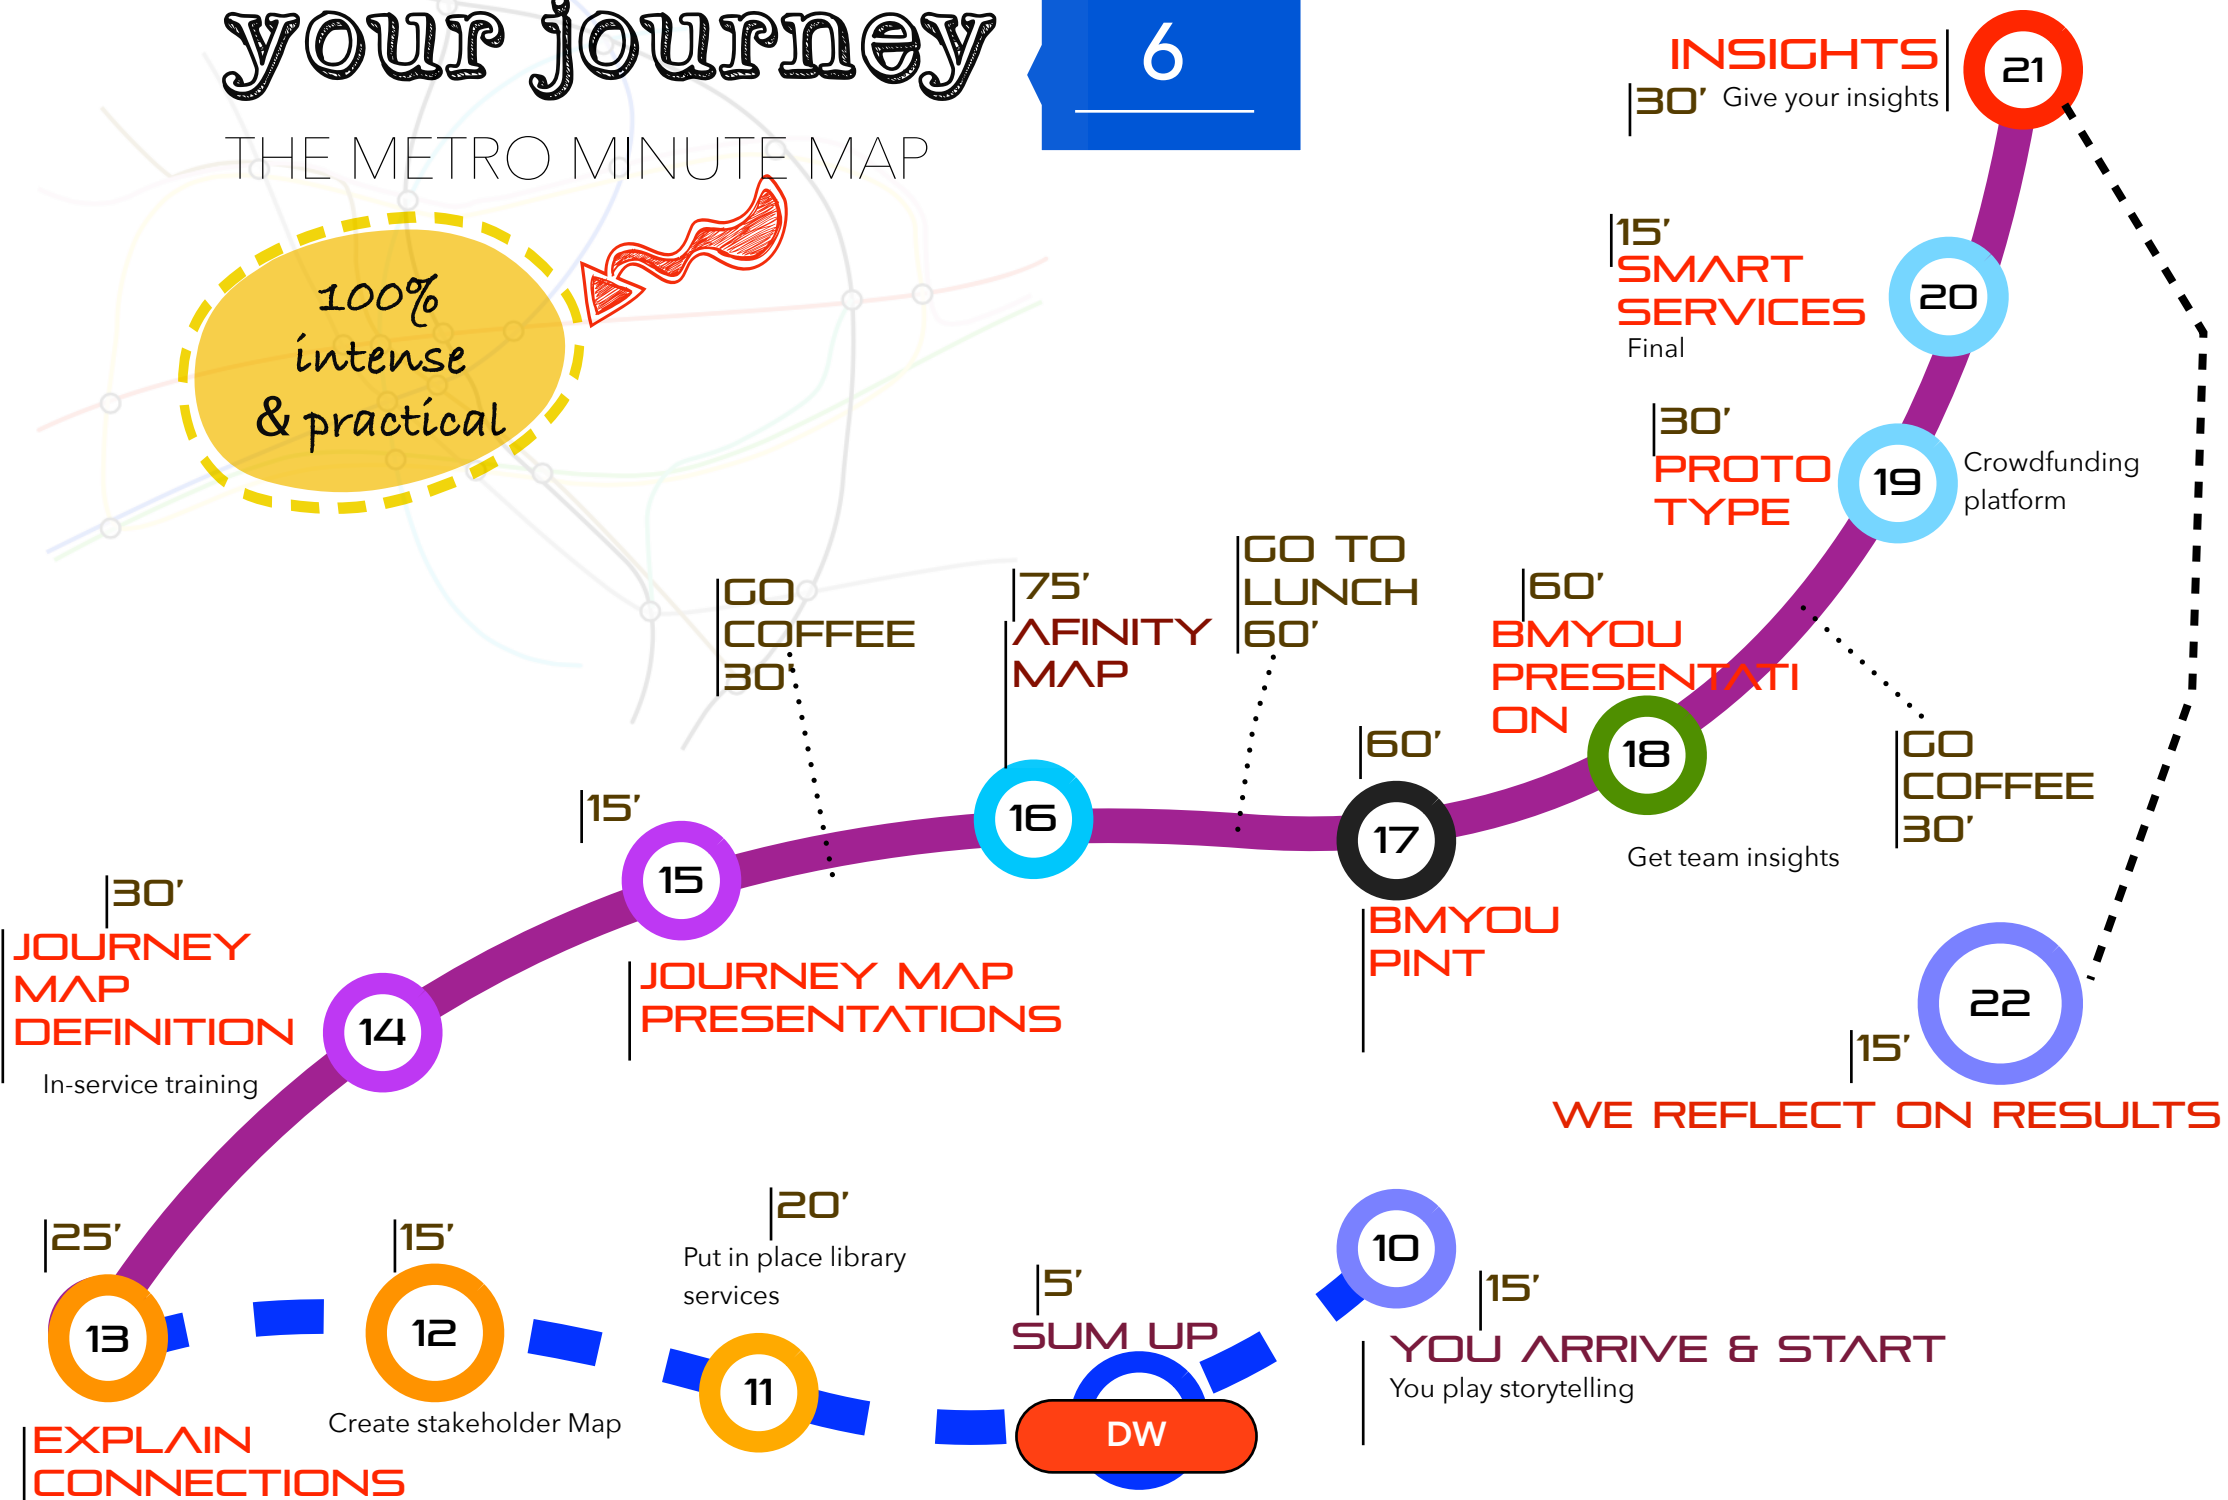 your journey
6
THE METRO MINUTE MAP
100%
intense
& practical
INSIGHTS
30'
Give your insights
21
15'
SMART
SERVICES
Final
20
30'
PROTO
TYPE
19
Crowdfunding
platform
GO
COFFEE
30'
75'
AFINITY
MAP
GO TO
LUNCH
60'
60'
BMYOU
PRESENTATI
ON
18
Get team insights
GO
COFFEE
30'
15'
15
JOURNEY MAP
PRESENTATIONS
16
60'
17
BMYOU
PINT
30'
JOURNEY
MAP
DEFINITION
In-service training
14
22
15'
WE REFLECT ON RESULTS
25'
13
EXPLAIN
CONNECTIONS
15'
12
Create stakeholder Map
20'
Put in place library
services
11
5'
SUM UP
DW
10
15'
YOU ARRIVE & START
You play storytelling